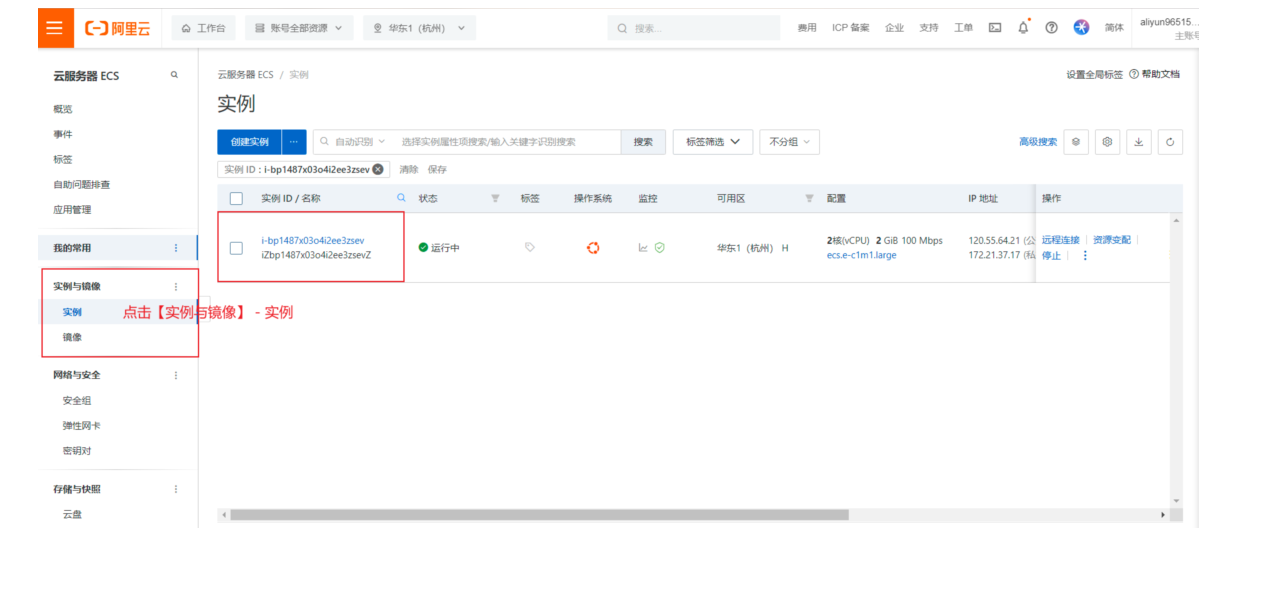 阿里云
工作台
账号全部资源
华东1（杭州）
搜索...
费用
ICP 备案
企业
支持
工单
简体
aliyun96515...
主账号
云服务器 ECS
概览
事件
标签
自助问题排查
应用管理
我的常用
实例与镜像
实例
镜像
网络与安全
安全组
弹性网卡
密钥对
存储与快照
云盘
云服务器 ECS / 实例
设置全局标签
帮助文档
实例
创建实例
...
自动识别
选择实例属性项搜索/输入关键字识别搜索
搜索
标签筛选
不分组
高级搜索
实例 ID : i-bp1487x03o4i2ee3zsev
清除
保存
实例 ID / 名称
状态
标签
操作系统
监控
可用区
配置
IP 地址
操作
i-bp1487x03o4i2ee3zsev
iZbp1487x03o4i2ee3zsevZ
运行中
华东1（杭州） H
2核(vCPU) 2 GiB 100 Mbps
ecs.e-c1m1.large
120.55.64.21 (公
172.21.37.17 (私
远程连接
资源变配
停止
点击【实例与镜像】 - 实例